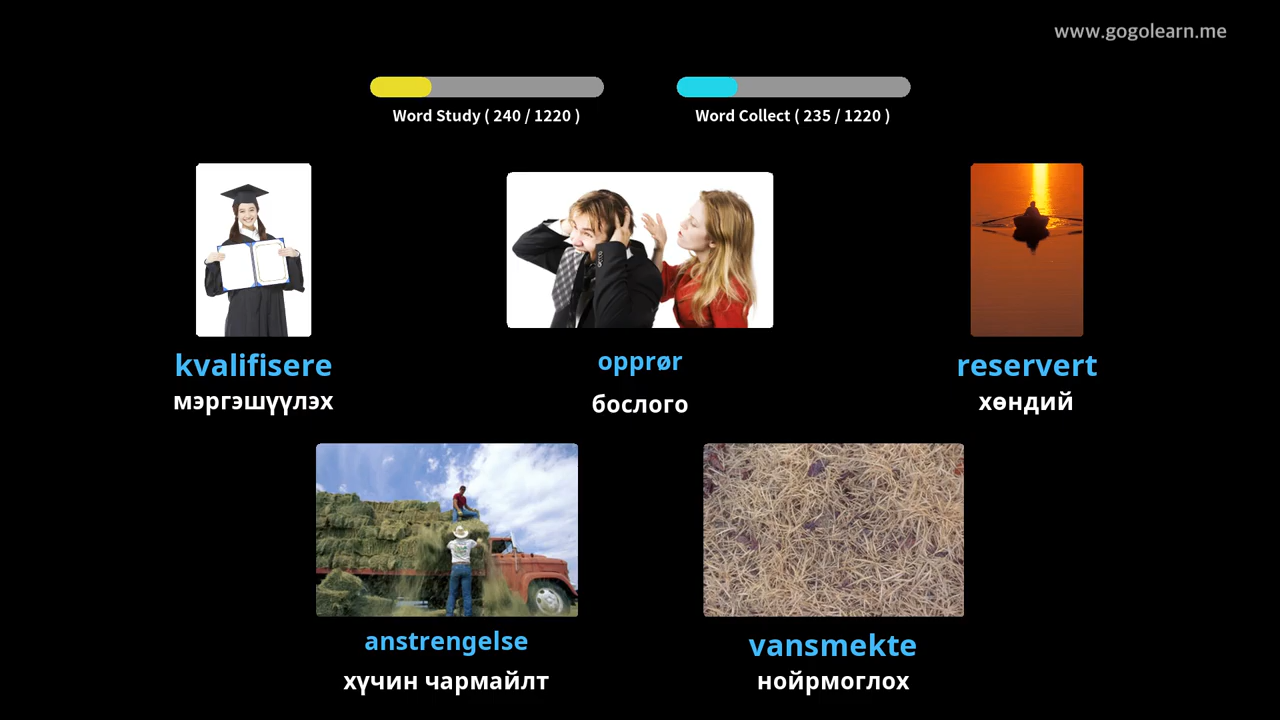 www.gogolearn.me
Word Study ( 240 / 1220 )
Word Collect ( 235 / 1220 )
kvalifisere
мэргэшүүлэх
opprør
бослого
reservert
хөндий
anstrengelse
хүчин чармайлт
vansmekte
нойрмоглох